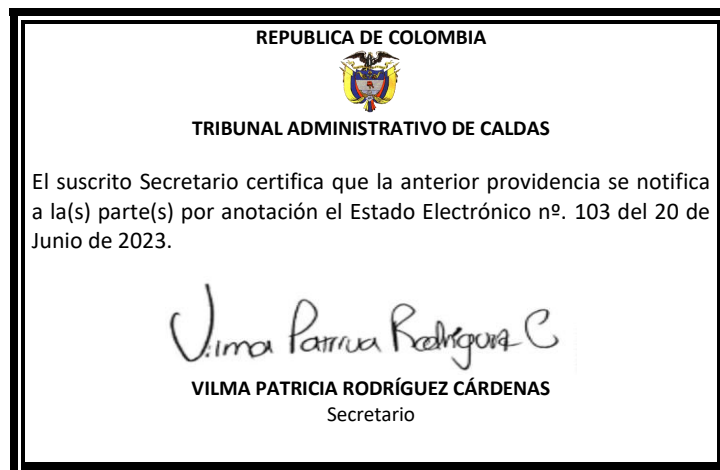 REPUBLICA DE COLOMBIA
TRIBUNAL ADMINISTRATIVO DE CALDAS
El suscrito Secretario certifica que la anterior providencia se notifica
a la(s) parte(s) por anotación el Estado Electrónico nº. 103 del 20 de
Junio de 2023.
Vilma Patricia Rodríguez C
VILMA PATRICIA RODRÍGUEZ CÁRDENAS
Secretario